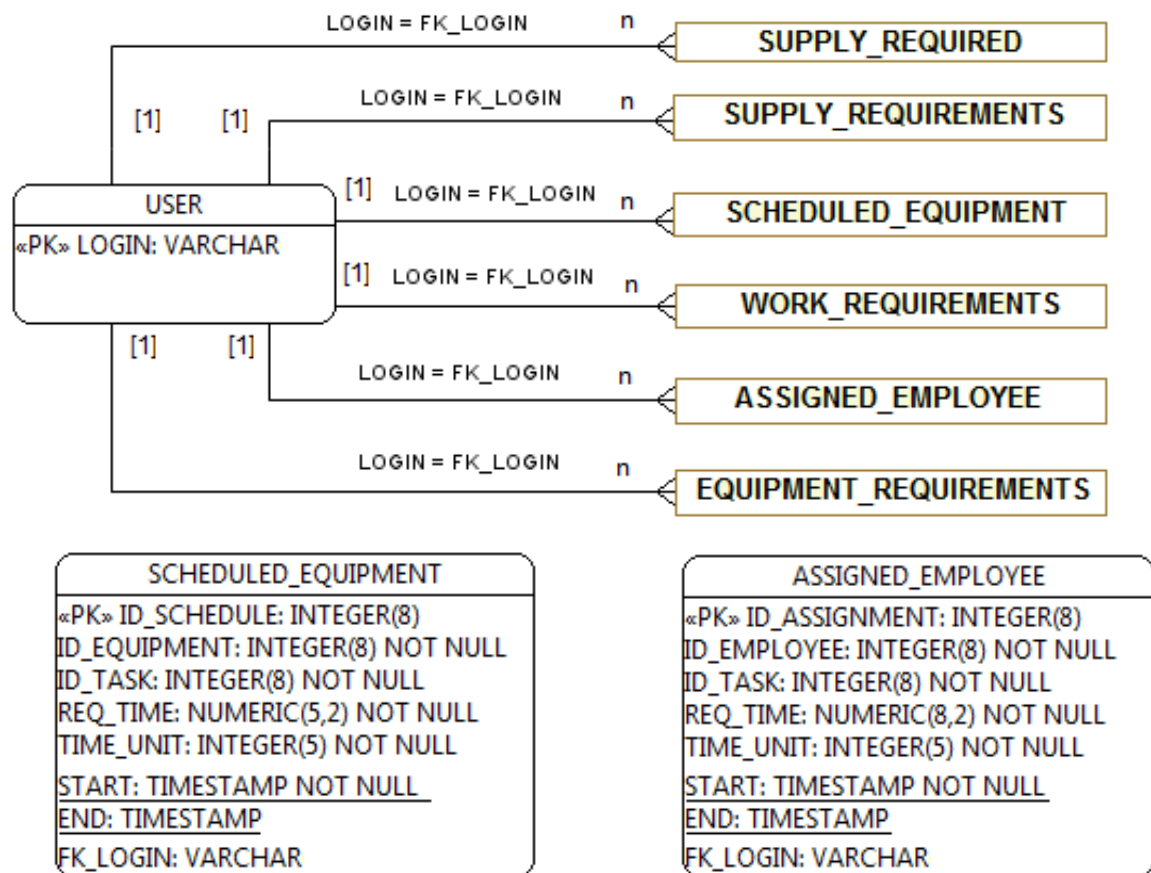 LOGIN = FK_LOGIN n
SUPPLY_REQUIRED
LOGIN = FK_LOGIN n
[1] [1]
SUPPLY_REQUIREMENTS
USER
«PK» LOGIN: VARCHAR
[1] LOGIN = FK_LOGIN n
SCHEDULED_EQUIPMENT
[1] LOGIN = FK_LOGIN n
WORK_REQUIREMENTS
[1] [1]
LOGIN = FK_LOGIN n
ASSIGNED_EMPLOYEE
LOGIN = FK_LOGIN n
EQUIPMENT_REQUIREMENTS
SCHEDULED_EQUIPMENT
«PK» ID_SCHEDULE: INTEGER(8)
ID_EQUIPMENT: INTEGER(8) NOT NULL
ID_TASK: INTEGER(8) NOT NULL
REQ_TIME: NUMERIC(5,2) NOT NULL
TIME_UNIT: INTEGER(5) NOT NULL
START: TIMESTAMP NOT NULL
END: TIMESTAMP
FK_LOGIN: VARCHAR
ASSIGNED_EMPLOYEE
«PK» ID_ASSIGNMENT: INTEGER(8)
ID_EMPLOYEE: INTEGER(8) NOT NULL
ID_TASK: INTEGER(8) NOT NULL
REQ_TIME: NUMERIC(8,2) NOT NULL
TIME_UNIT: INTEGER(5) NOT NULL
START: TIMESTAMP NOT NULL
END: TIMESTAMP
FK_LOGIN: VARCHAR